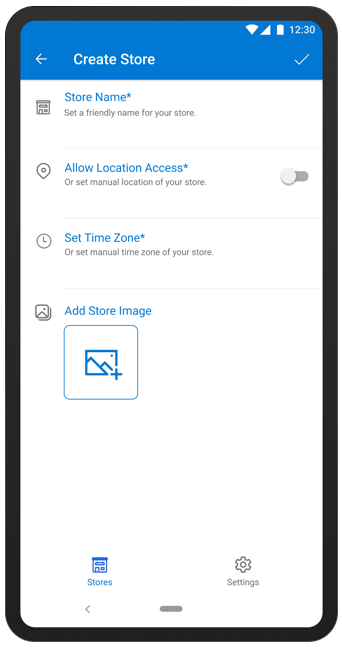 12:30
Create Store
Store Name*
Set a friendly name for your store.
Allow Location Access*
Or set manual location of your store.
Set Time Zone*
Or set manual time zone of your store.
Add Store Image
Stores
Settings